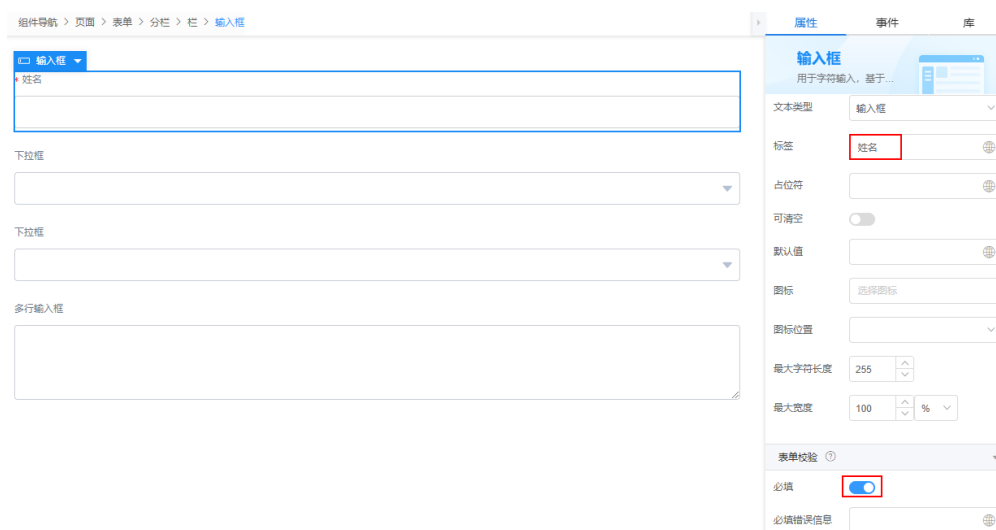 组件导航 > 页面 > 表单 > 分栏 > 栏 > 输入框
输入框
* 姓名
下拉框
下拉框
多行输入框
属性 事件 库
输入框
用于字符输入，基于...
文本类型 输入框
标签 姓名
占位符
可清空
默认值
图标 选择图标
图标位置
最大字符长度 255
最大宽度 100 %
表单校验 ?
必填
必填错误信息